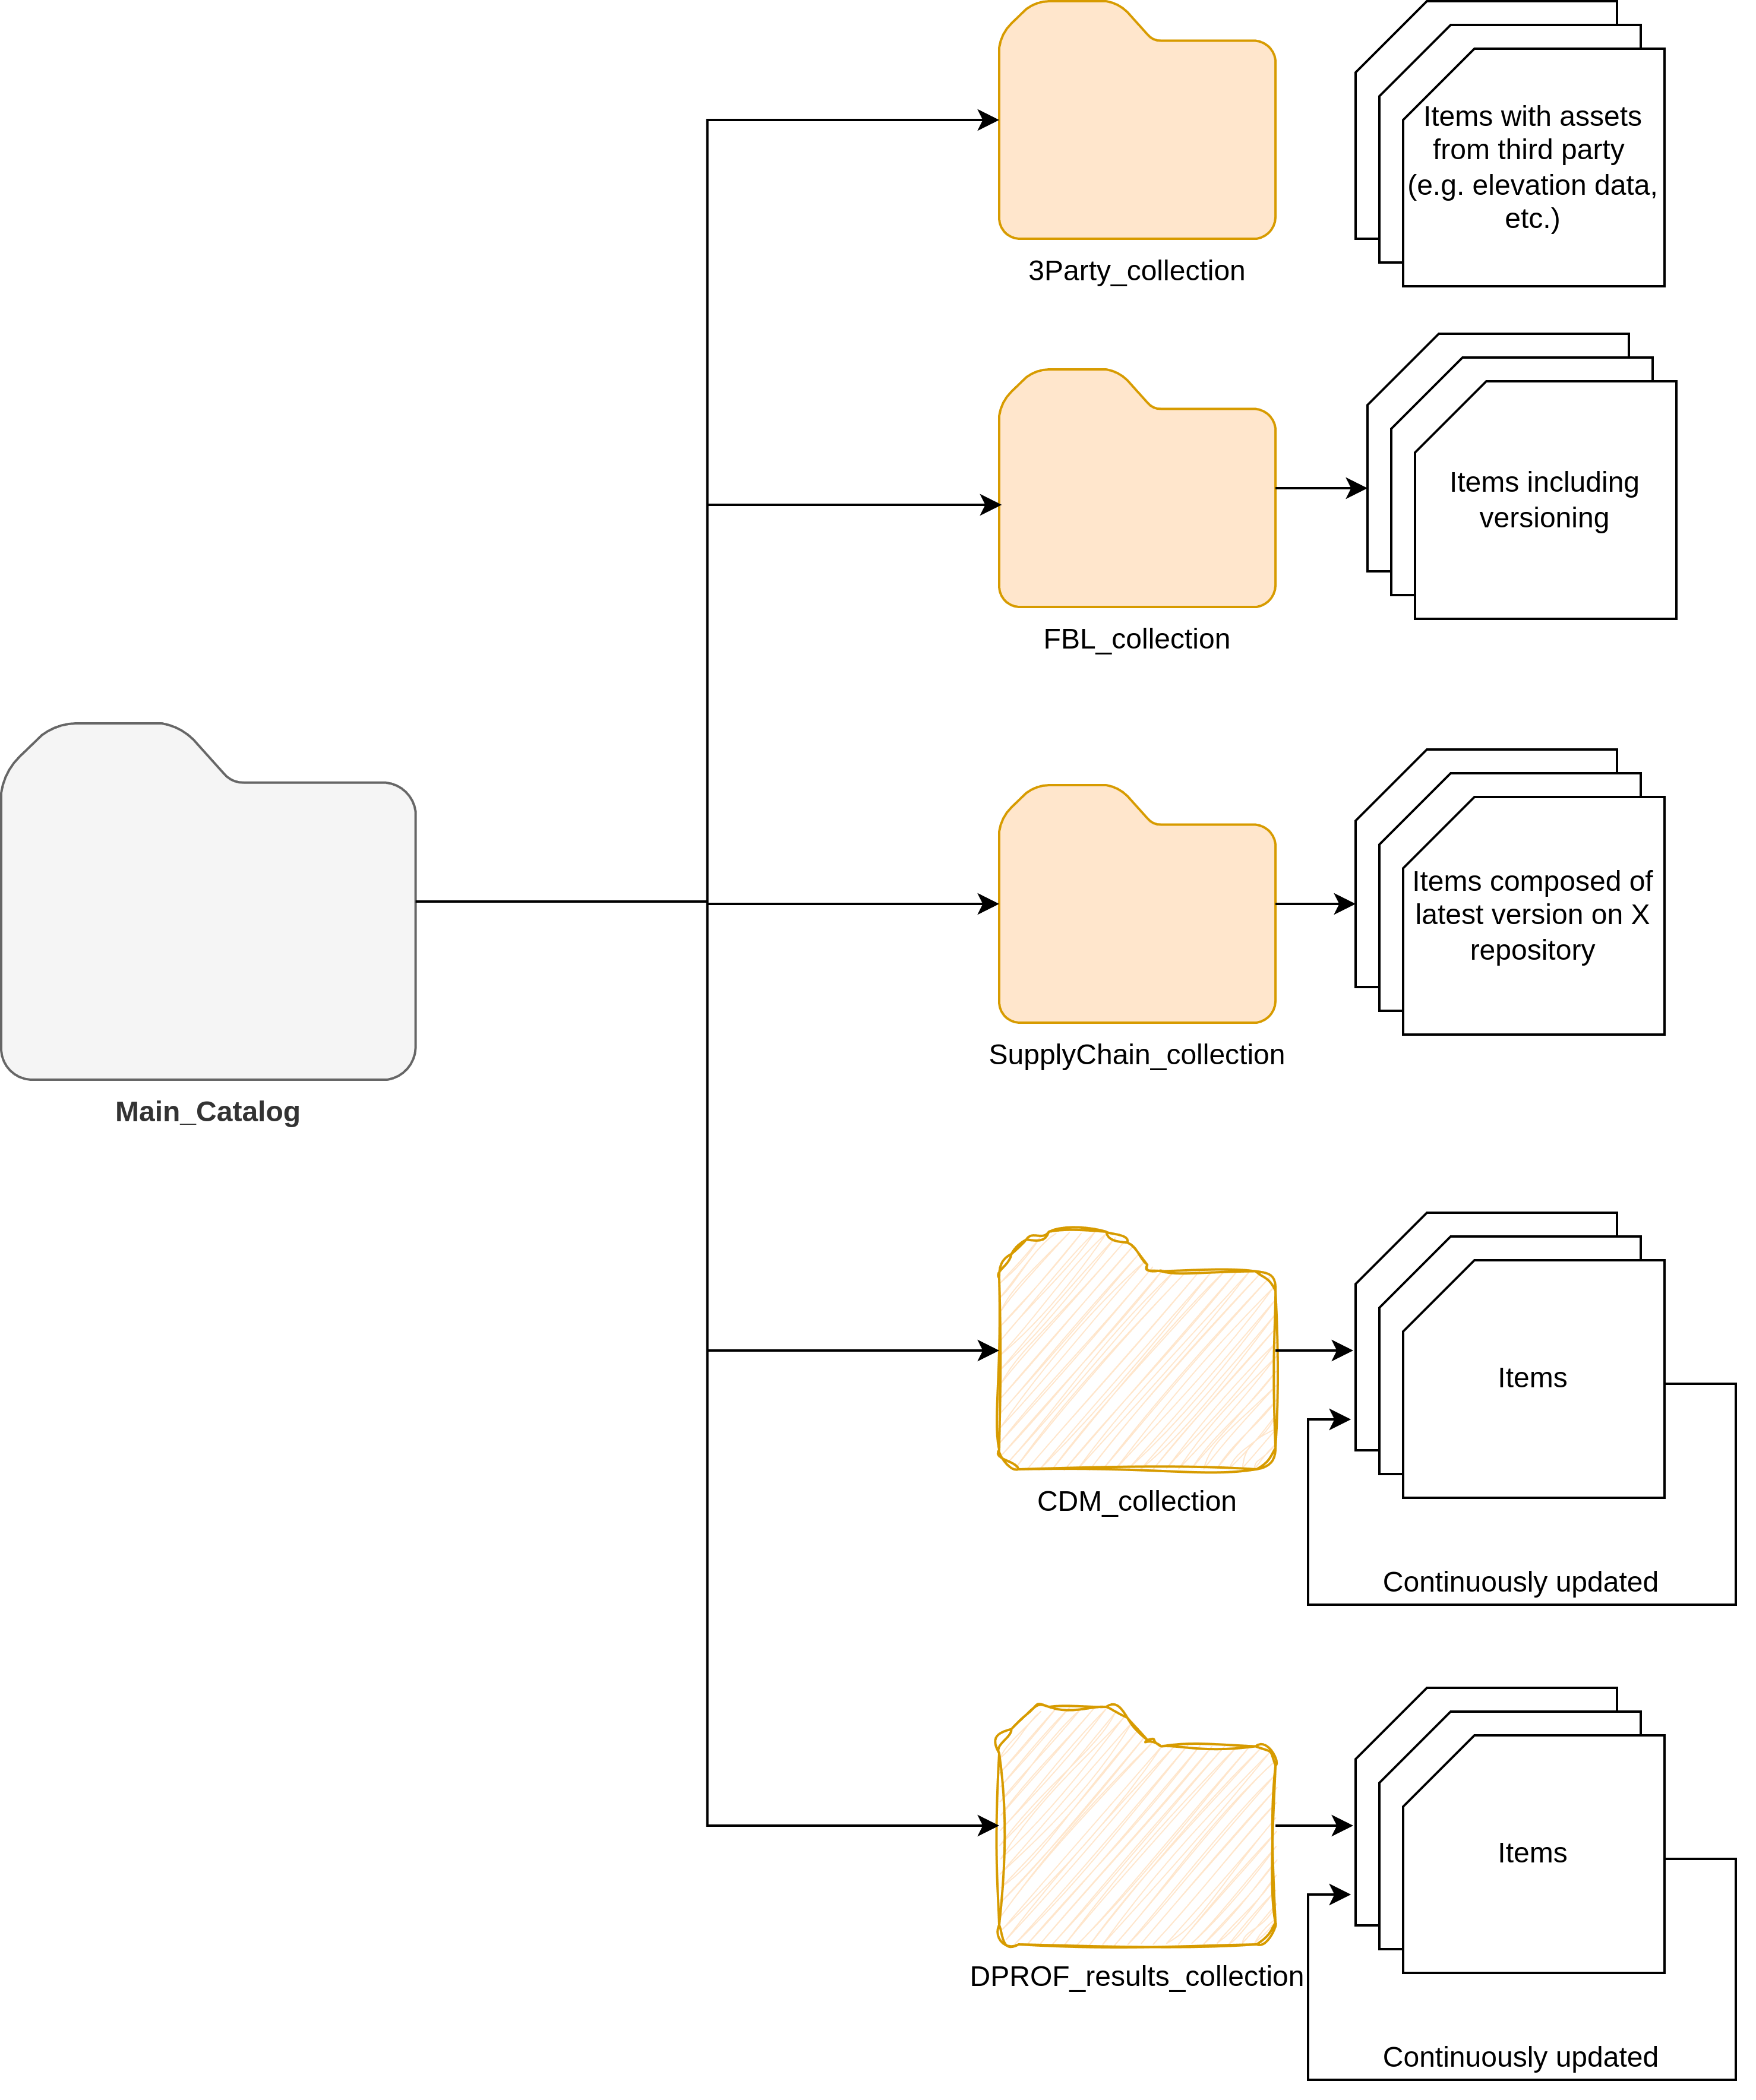 Items with assets
from third party
(e.g. elevation data,
etc.)
3Party_collection
Items including
versioning
FBL_collection
Items composed of
latest version on X
repository
SupplyChain_collection
Main_Catalog
Items
CDM_collection
Continuously updated
Items
DPROF_results_collection
Continuously updated